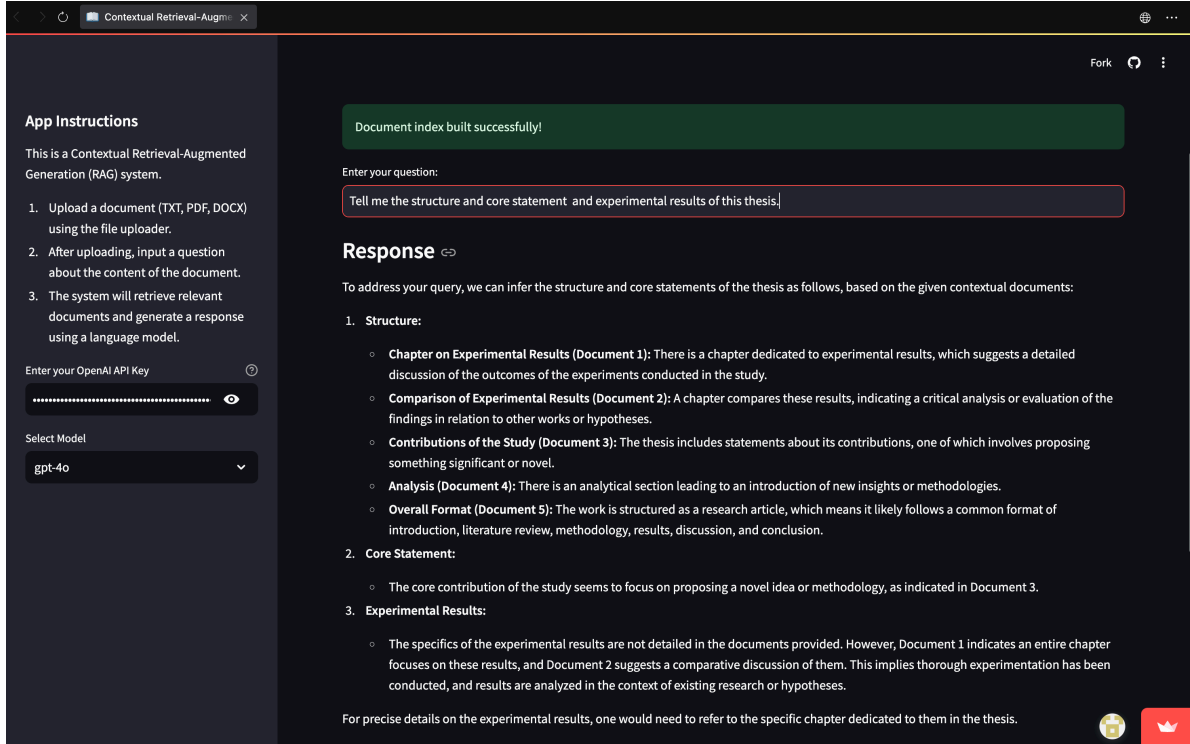 Contextual Retrieval-Augme
Fork
App Instructions
This is a Contextual Retrieval-Augmented
Generation (RAG) system.
1. Upload a document (TXT, PDF, DOCX)
using the file uploader.
2. After uploading, input a question
about the content of the document.
3. The system will retrieve relevant
documents and generate a response
using a language model.
Enter your OpenAI API Key
Select Model
gpt-4o
Document index built successfully!
Enter your question:
Tell me the structure and core statement  and experimental results of this thesis.
Response
To address your query, we can infer the structure and core statements of the thesis as follows, based on the given contextual documents:
1. Structure:
Chapter on Experimental Results (Document 1): There is a chapter dedicated to experimental results, which suggests a detailed
discussion of the outcomes of the experiments conducted in the study.
Comparison of Experimental Results (Document 2): A chapter compares these results, indicating a critical analysis or evaluation of the
findings in relation to other works or hypotheses.
Contributions of the Study (Document 3): The thesis includes statements about its contributions, one of which involves proposing
something significant or novel.
Analysis (Document 4): There is an analytical section leading to an introduction of new insights or methodologies.
Overall Format (Document 5): The work is structured as a research article, which means it likely follows a common format of
introduction, literature review, methodology, results, discussion, and conclusion.
2. Core Statement:
The core contribution of the study seems to focus on proposing a novel idea or methodology, as indicated in Document 3.
3. Experimental Results:
The specifics of the experimental results are not detailed in the documents provided. However, Document 1 indicates an entire chapter
focuses on these results, and Document 2 suggests a comparative discussion of them. This implies thorough experimentation has been
conducted, and results are analyzed in the context of existing research or hypotheses.
For precise details on the experimental results, one would need to refer to the specific chapter dedicated to them in the thesis.